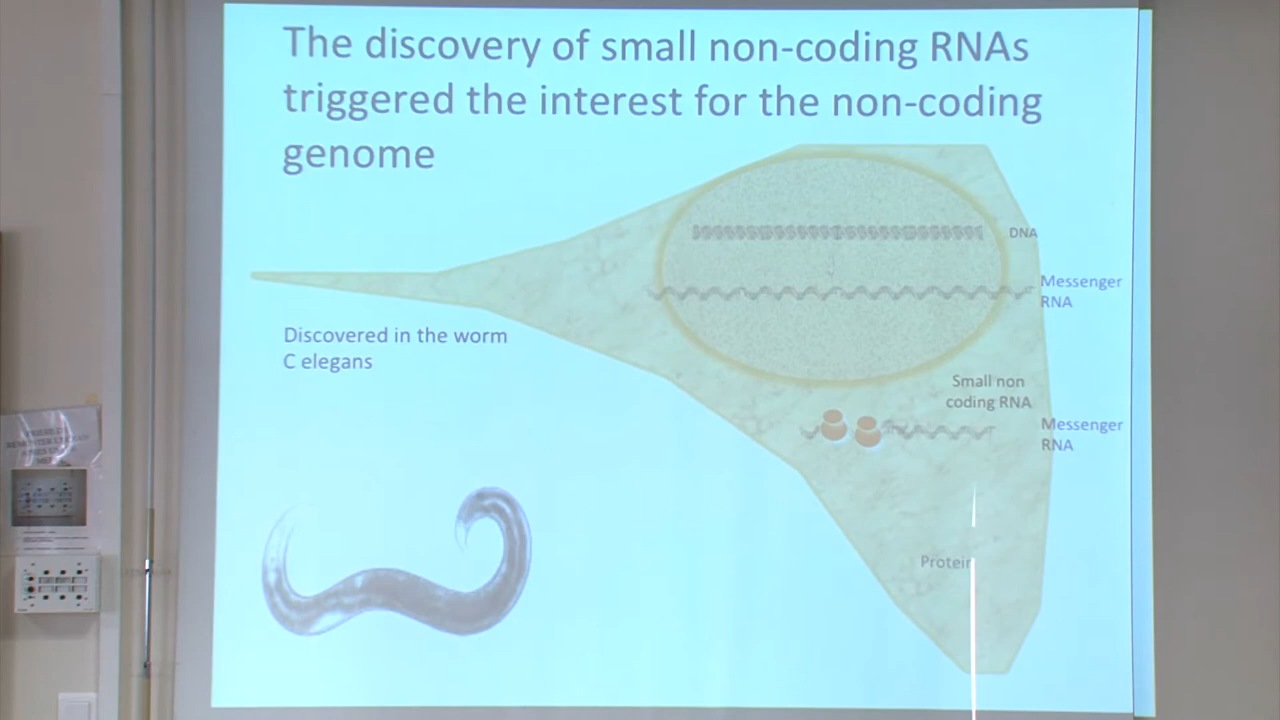 The discovery of small non-coding RNAs
triggered the interest for the non-coding
genome
DNA
Messenger
RNA
Discovered in the worm
C elegans
Small non
coding RNA
Messenger
RNA
Protein